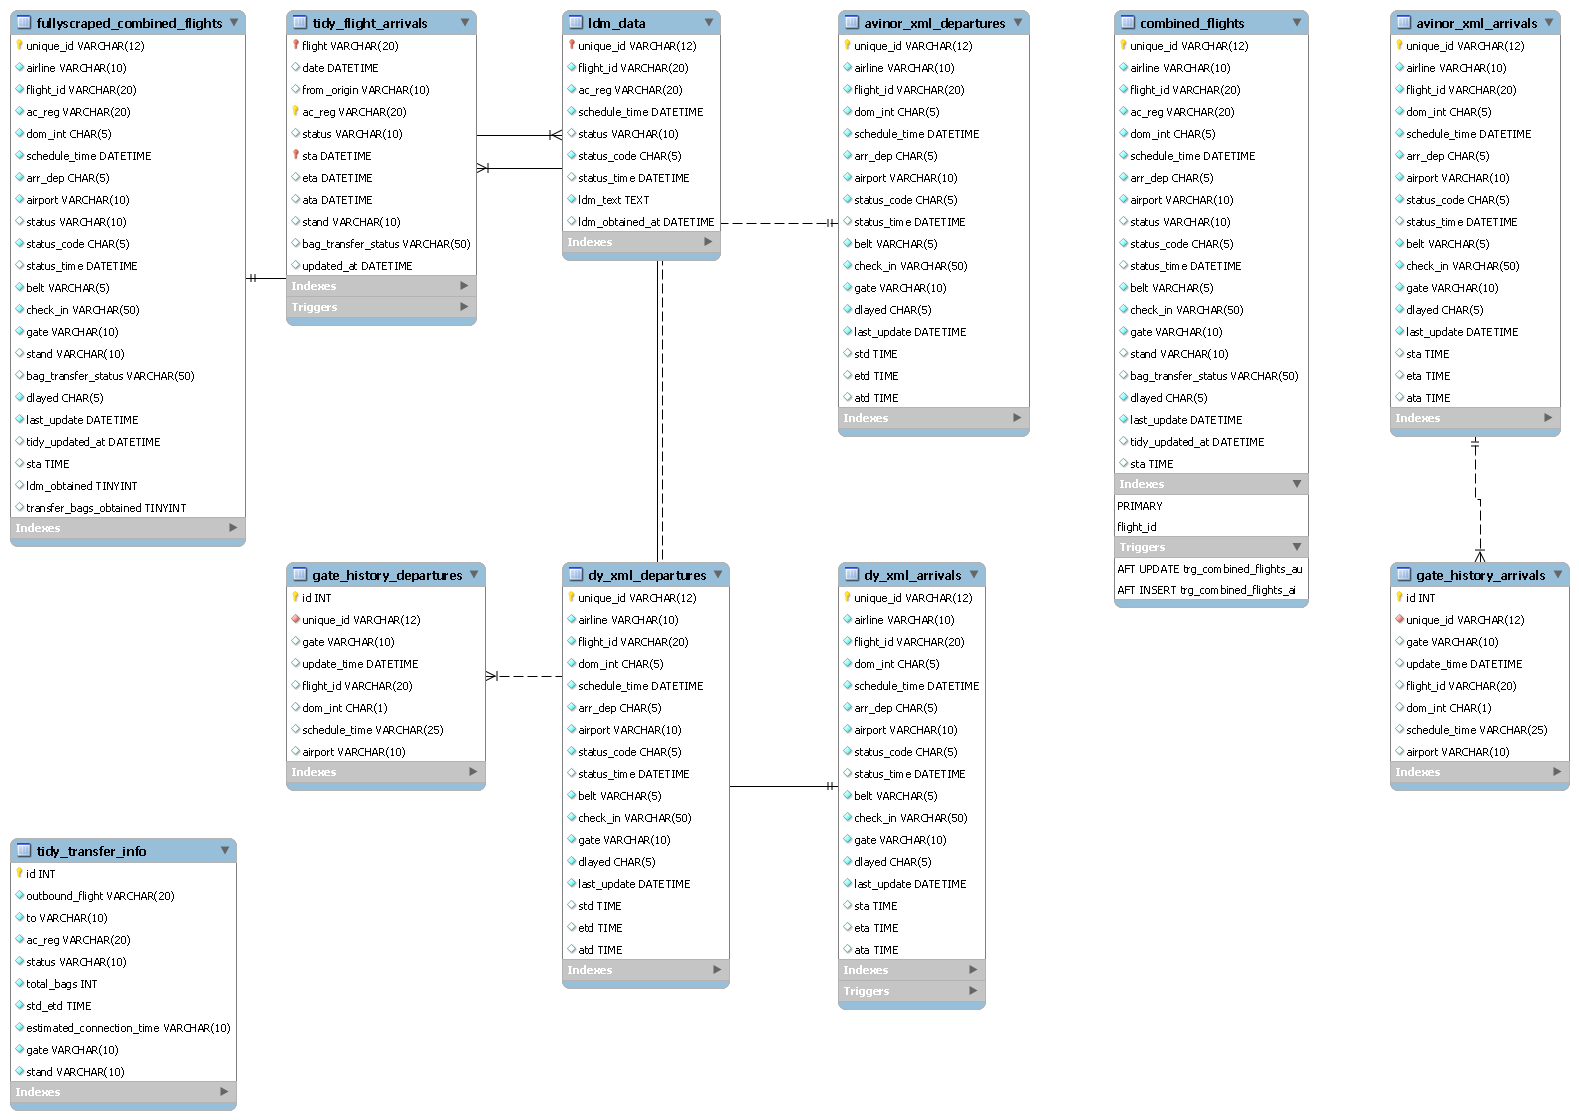 fullyscraped_combined_flights
unique_id VARCHAR(12)
airline VARCHAR(10)
flight_id VARCHAR(20)
ac_reg VARCHAR(20)
dom_int CHAR(5)
schedule_time DATETIME
arr_dep CHAR(5)
airport VARCHAR(10)
status VARCHAR(10)
status_code CHAR(5)
status_time DATETIME
belt VARCHAR(5)
check_in VARCHAR(50)
gate VARCHAR(10)
stand VARCHAR(10)
bag_transfer_status VARCHAR(50)
dlayed CHAR(5)
last_update DATETIME
tidy_updated_at DATETIME
sta TIME
ldm_obtained TINYINT
transfer_bags_obtained TINYINT
Indexes
tidy_flight_arrivals
flight VARCHAR(20)
date DATETIME
from_origin VARCHAR(10)
ac_reg VARCHAR(20)
status VARCHAR(10)
sta DATETIME
eta DATETIME
ata DATETIME
stand VARCHAR(10)
bag_transfer_status VARCHAR(50)
updated_at DATETIME
Indexes
Triggers
ldm_data
unique_id VARCHAR(12)
flight_id VARCHAR(20)
ac_reg VARCHAR(20)
schedule_time DATETIME
status VARCHAR(10)
status_code CHAR(5)
status_time DATETIME
ldm_text TEXT
ldm_obtained_at DATETIME
Indexes
avinor_xml_departures
unique_id VARCHAR(12)
airline VARCHAR(10)
flight_id VARCHAR(20)
dom_int CHAR(5)
schedule_time DATETIME
arr_dep CHAR(5)
airport VARCHAR(10)
status_code CHAR(5)
status_time DATETIME
belt VARCHAR(5)
check_in VARCHAR(50)
gate VARCHAR(10)
dlayed CHAR(5)
last_update DATETIME
std TIME
etd TIME
atd TIME
Indexes
combined_flights
unique_id VARCHAR(12)
airline VARCHAR(10)
flight_id VARCHAR(20)
ac_reg VARCHAR(20)
dom_int CHAR(5)
schedule_time DATETIME
arr_dep CHAR(5)
airport VARCHAR(10)
status VARCHAR(10)
status_code CHAR(5)
status_time DATETIME
belt VARCHAR(5)
check_in VARCHAR(50)
gate VARCHAR(10)
stand VARCHAR(10)
bag_transfer_status VARCHAR(50)
dlayed CHAR(5)
last_update DATETIME
tidy_updated_at DATETIME
sta TIME
Indexes
PRIMARY
flight_id
Triggers
AFT UPDATE trg_combined_flights_au
AFT INSERT trg_combined_flights_ai
avinor_xml_arrivals
unique_id VARCHAR(12)
airline VARCHAR(10)
flight_id VARCHAR(20)
dom_int CHAR(5)
schedule_time DATETIME
arr_dep CHAR(5)
airport VARCHAR(10)
status_code CHAR(5)
status_time DATETIME
belt VARCHAR(5)
check_in VARCHAR(50)
gate VARCHAR(10)
dlayed CHAR(5)
last_update DATETIME
sta TIME
eta TIME
ata TIME
Indexes
gate_history_departures
id INT
unique_id VARCHAR(12)
gate VARCHAR(10)
update_time DATETIME
flight_id VARCHAR(20)
dom_int CHAR(1)
schedule_time VARCHAR(25)
airport VARCHAR(10)
Indexes
dy_xml_departures
unique_id VARCHAR(12)
airline VARCHAR(10)
flight_id VARCHAR(20)
dom_int CHAR(5)
schedule_time DATETIME
arr_dep CHAR(5)
airport VARCHAR(10)
status_code CHAR(5)
status_time DATETIME
belt VARCHAR(5)
check_in VARCHAR(50)
gate VARCHAR(10)
dlayed CHAR(5)
last_update DATETIME
std TIME
etd TIME
atd TIME
Indexes
dy_xml_arrivals
unique_id VARCHAR(12)
airline VARCHAR(10)
flight_id VARCHAR(20)
dom_int CHAR(5)
schedule_time DATETIME
arr_dep CHAR(5)
airport VARCHAR(10)
status_code CHAR(5)
status_time DATETIME
belt VARCHAR(5)
check_in VARCHAR(50)
gate VARCHAR(10)
dlayed CHAR(5)
last_update DATETIME
sta TIME
eta TIME
ata TIME
Indexes
Triggers
gate_history_arrivals
id INT
unique_id VARCHAR(12)
gate VARCHAR(10)
update_time DATETIME
flight_id VARCHAR(20)
dom_int CHAR(1)
schedule_time VARCHAR(25)
airport VARCHAR(10)
Indexes
tidy_transfer_info
id INT
outbound_flight VARCHAR(20)
to VARCHAR(10)
ac_reg VARCHAR(20)
status VARCHAR(10)
total_bags INT
std_etd TIME
estimated_connection_time VARCHAR(10)
gate VARCHAR(10)
stand VARCHAR(10)
Indexes